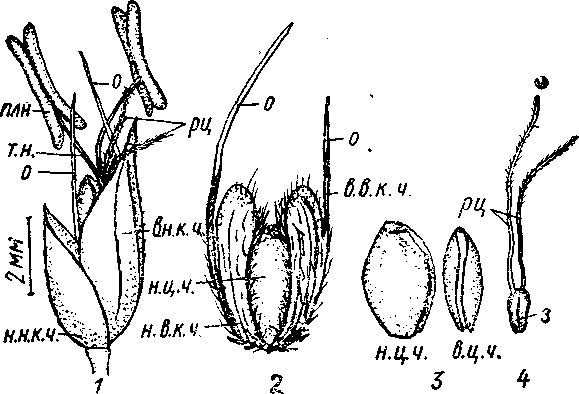 О
плн
О
О
РЦ
Т.Н.
О
В.В.К.Ч.
РЦ
ВН.К.Ч.
2 мм
Н.Ц.Ч.
З
Н.В.К.Ч.
Н.Н.К.Ч.
Н.Ц.Ч. В.Ц.Ч.
1 2 3 4